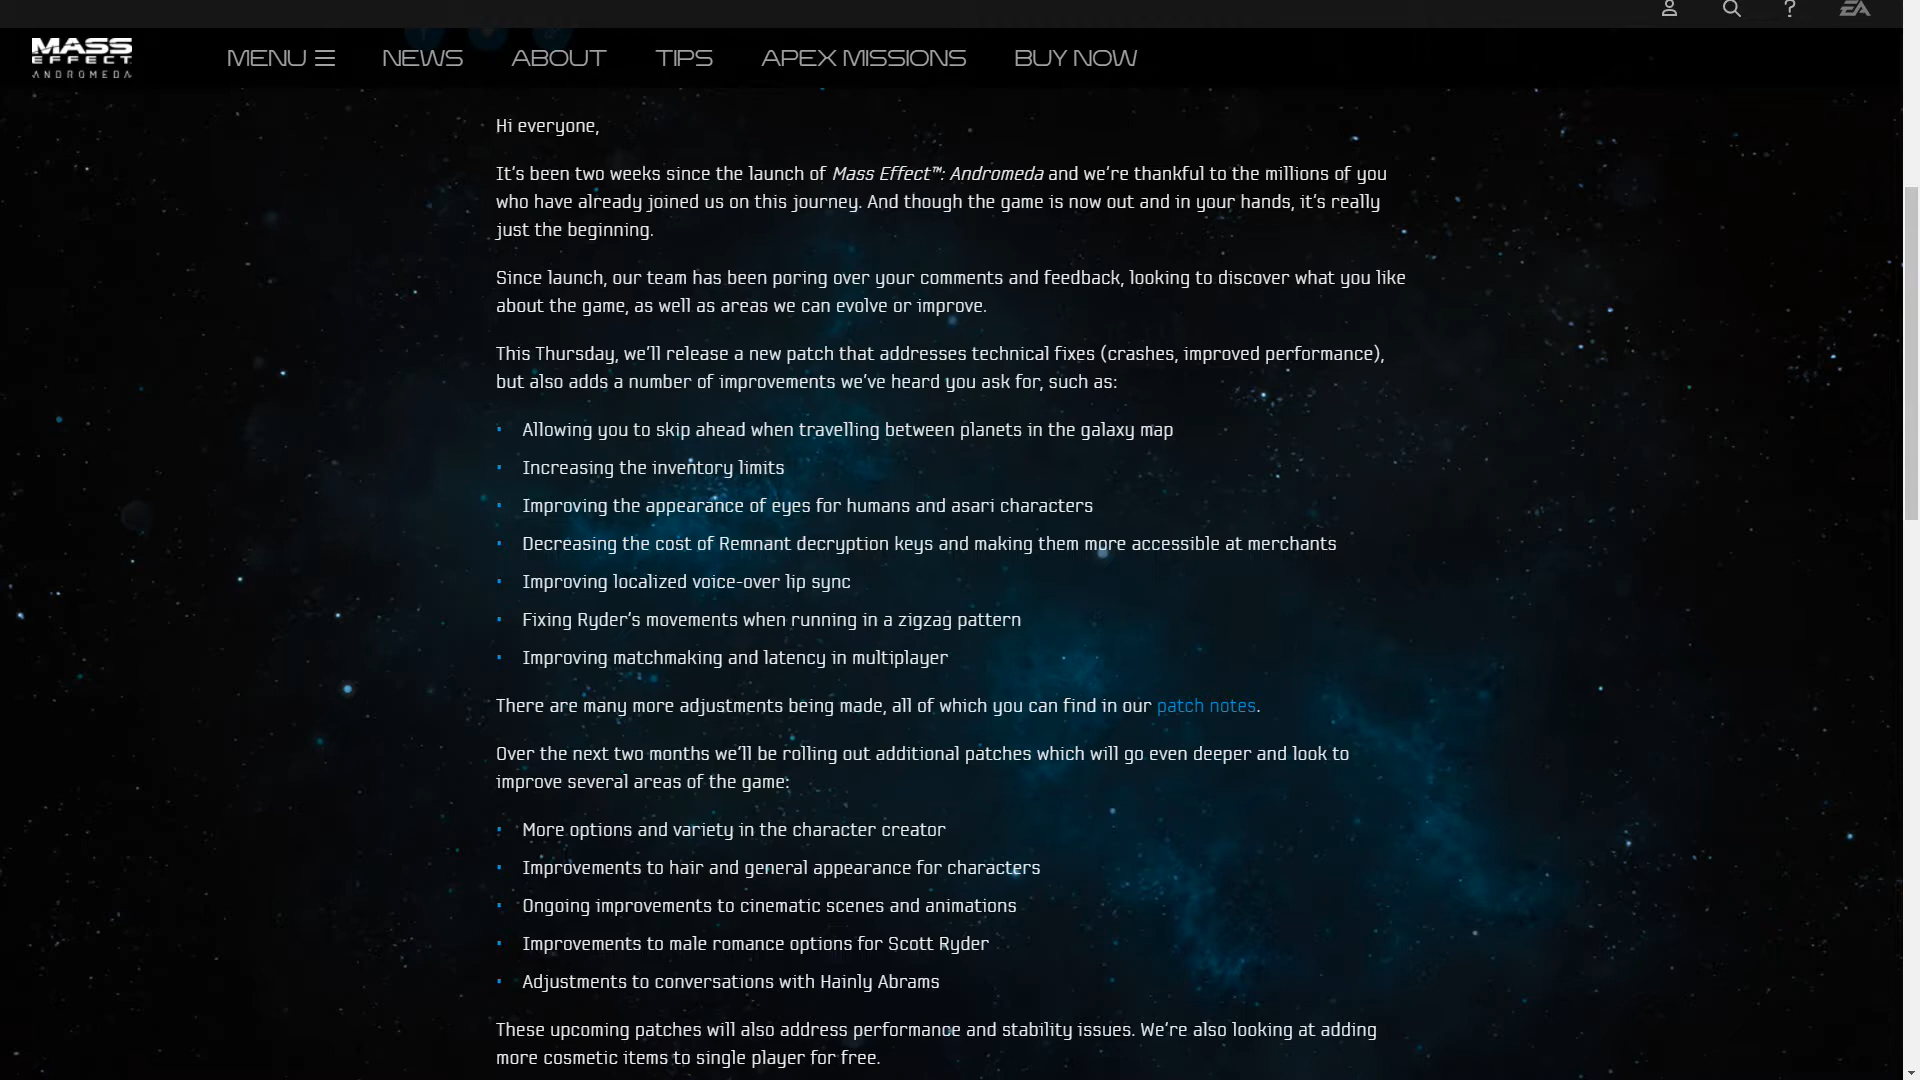 MASS
EFFECT
ANDROMEDA
MENU
NEWS
ABOUT
TIPS
APEX MISSIONS
BUY NOW
?
EA
Hi everyone,
It's been two weeks since the launch of Mass Effect™: Andromeda and we're thankful to the millions of you
who have already joined us on this journey. And though the game is now out and in your hands, it's really
just the beginning.
Since launch, our team has been poring over your comments and feedback, looking to discover what you like
about the game, as well as areas we can evolve or improve.
This Thursday, we'll release a new patch that addresses technical fixes (crashes, improved performance),
but also adds a number of improvements we've heard you ask for, such as:
Allowing you to skip ahead when travelling between planets in the galaxy map
Increasing the inventory limits
Improving the appearance of eyes for humans and asari characters
Decreasing the cost of Remnant decryption keys and making them more accessible at merchants
Improving localized voice-over lip sync
Fixing Ryder's movements when running in a zigzag pattern
Improving matchmaking and latency in multiplayer
There are many more adjustments being made, all of which you can find in our patch notes.
Over the next two months we'll be rolling out additional patches which will go even deeper and look to
improve several areas of the game:
More options and variety in the character creator
Improvements to hair and general appearance for characters
Ongoing improvements to cinematic scenes and animations
Improvements to male romance options for Scott Ryder
Adjustments to conversations with Hainly Abrams
These upcoming patches will also address performance and stability issues. We're also looking at adding
more cosmetic items to single player for free.